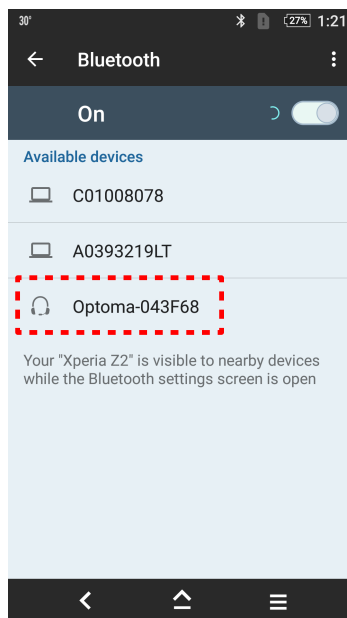 30°
27% 1:21
Bluetooth
On
Available devices
C01008078
A0393219LT
Optoma-043F68
Your "Xperia Z2" is visible to nearby devices
while the Bluetooth settings screen is open